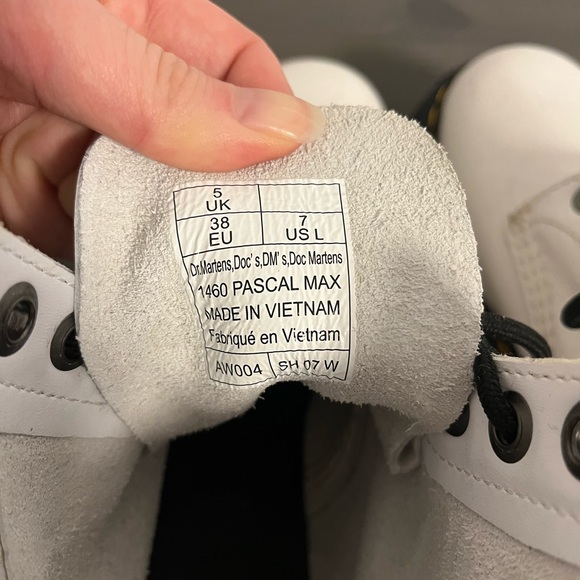 5
UK
38 7
EU US L
Dr.Martens,Doc's,DM's,Doc Martens
1460 PASCAL MAX
MADE IN VIETNAM
Fabriqué en Vietnam
AW004 SH 07 W